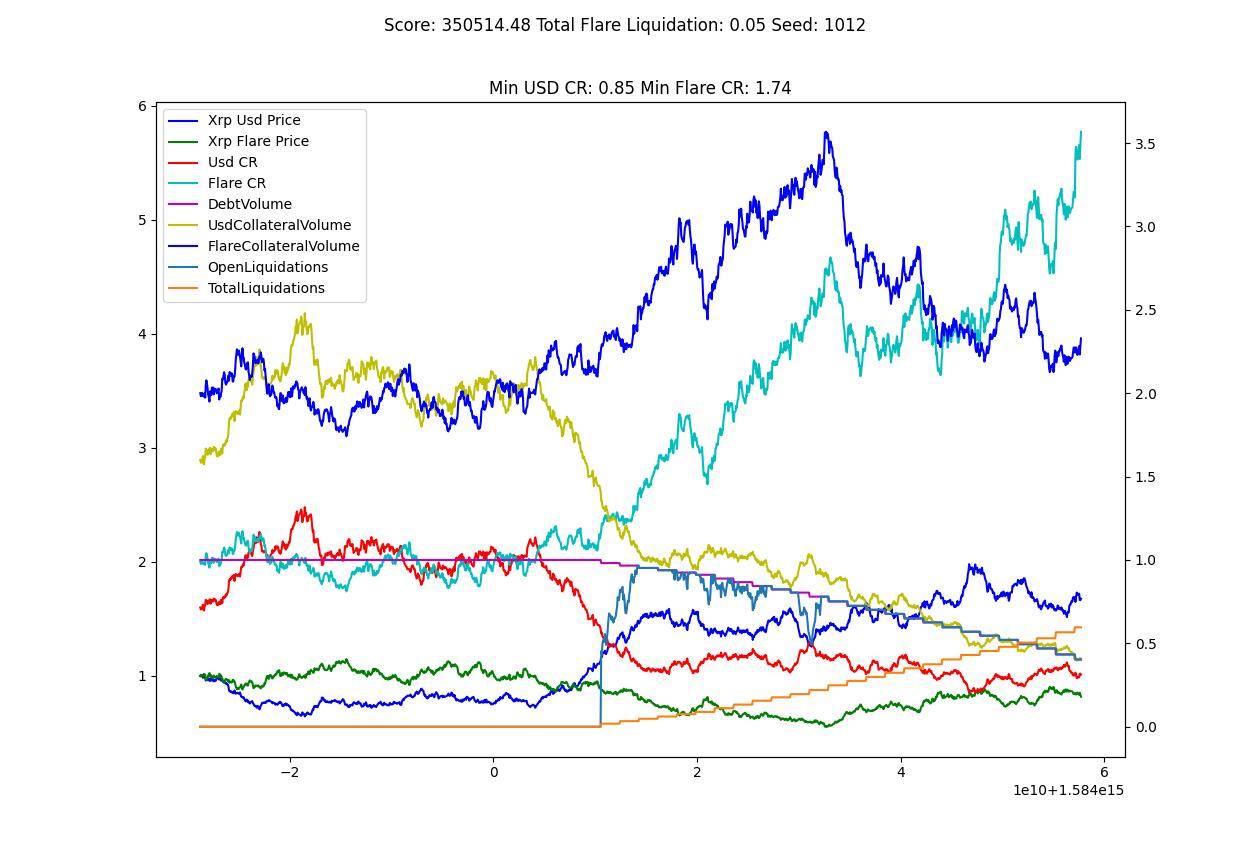 Score: 350514.48 Total Flare Liquidation: 0.05 Seed: 1012
Min USD CR: 0.85 Min Flare CR: 1.74
Xrp Usd Price
Xrp Flare Price
Usd CR
Flare CR
DebtVolume
UsdCollateralVolume
FlareCollateralVolume
OpenLiquidations
TotalLiquidations
6
5
4
3
2
1
3.5
3.0
2.5
2.0
1.5
1.0
0.5
0.0
−2 0 2 4 6
1e10+1.584e15